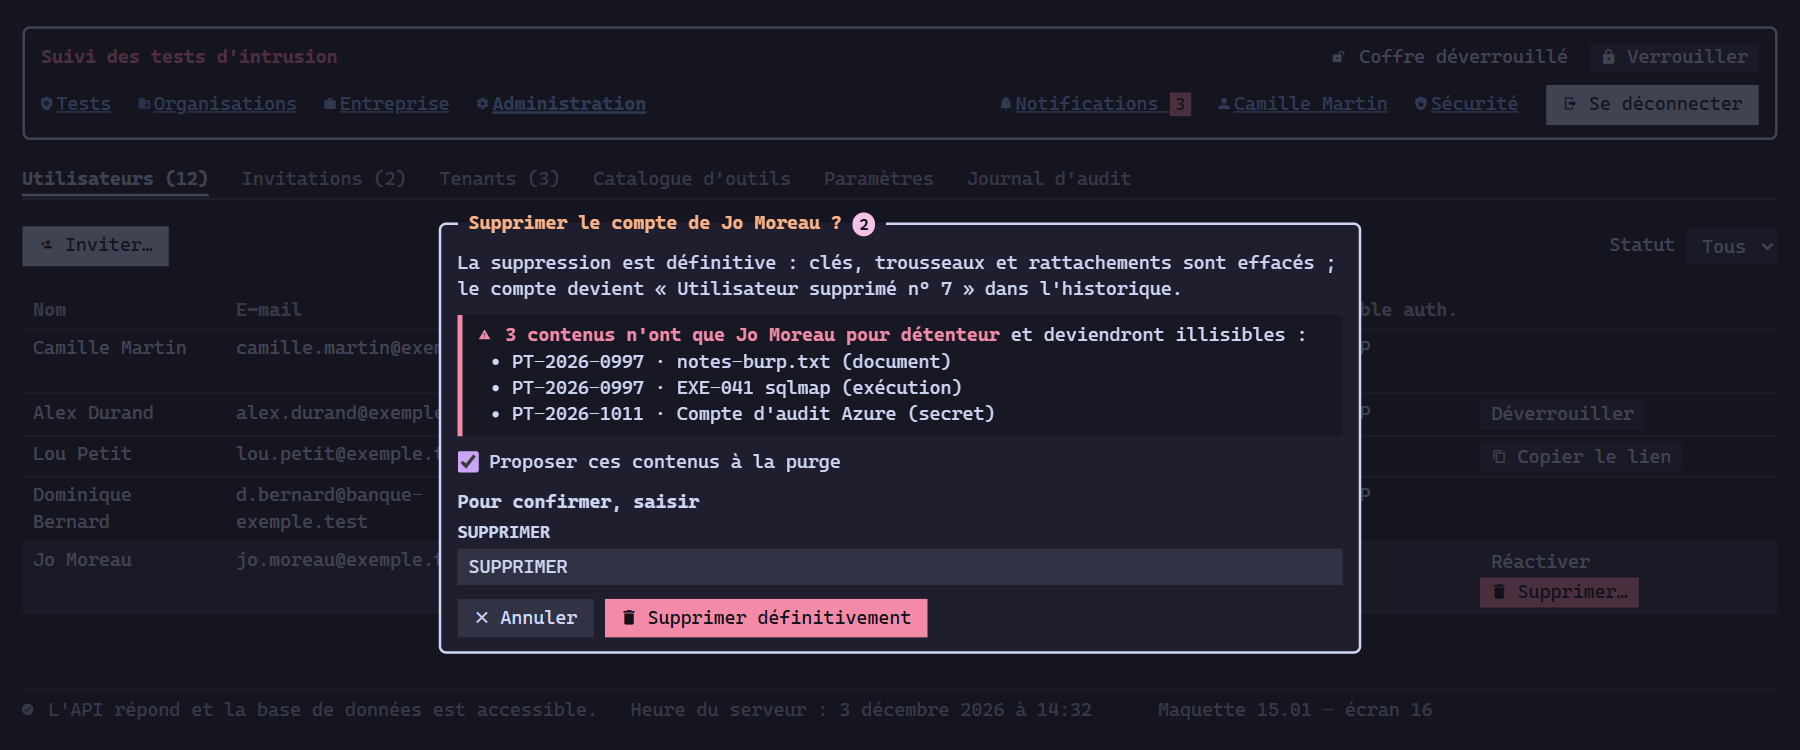 Suivi des tests d'intrusion
Coffre déverrouillé
Verrouiller
Tests
Organisations
Entreprise
Administration
Notifications 3
Camille Martin
Sécurité
Se déconnecter
Utilisateurs (12)
Invitations (2)
Tenants (3)
Catalogue d'outils
Paramètres
Journal d'audit
Inviter…
Statut
Tous
Supprimer le compte de Jo Moreau ? 2
La suppression est définitive : clés, trousseaux et rattachements sont effacés ;
le compte devient « Utilisateur supprimé nº 7 » dans l'historique.
3 contenus n'ont que Jo Moreau pour détenteur et deviendront illisibles :
• PT-2026-0997 · notes-burp.txt (document)
• PT-2026-0997 · EXE-041 sqlmap (exécution)
• PT-2026-1011 · Compte d'audit Azure (secret)
Proposer ces contenus à la purge
Pour confirmer, saisir
SUPPRIMER
SUPPRIMER
Annuler
Supprimer définitivement
Nom
E-mail
auth.
Camille Martin
Alex Durand
Déverrouiller
Lou Petit
Copier le lien
Dominique
Bernard
d.bernard@banque-
exemple.test
Jo Moreau
Réactiver
Supprimer…
L'API répond et la base de données est accessible.
Heure du serveur : 3 décembre 2026 à 14:32
Maquette 15.01 — écran 16